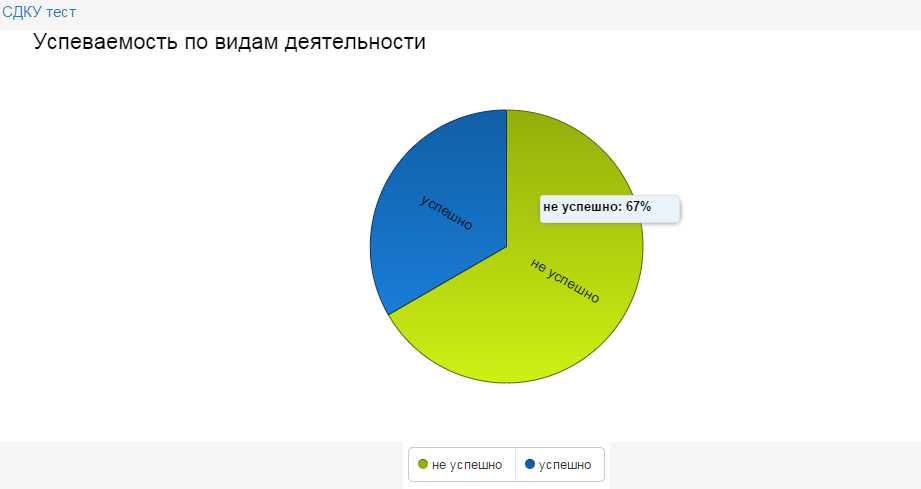 СДКУ тест
Успеваемость по видам деятельности
успешно
не успешно: 67%
не успешно
не успешно
успешно